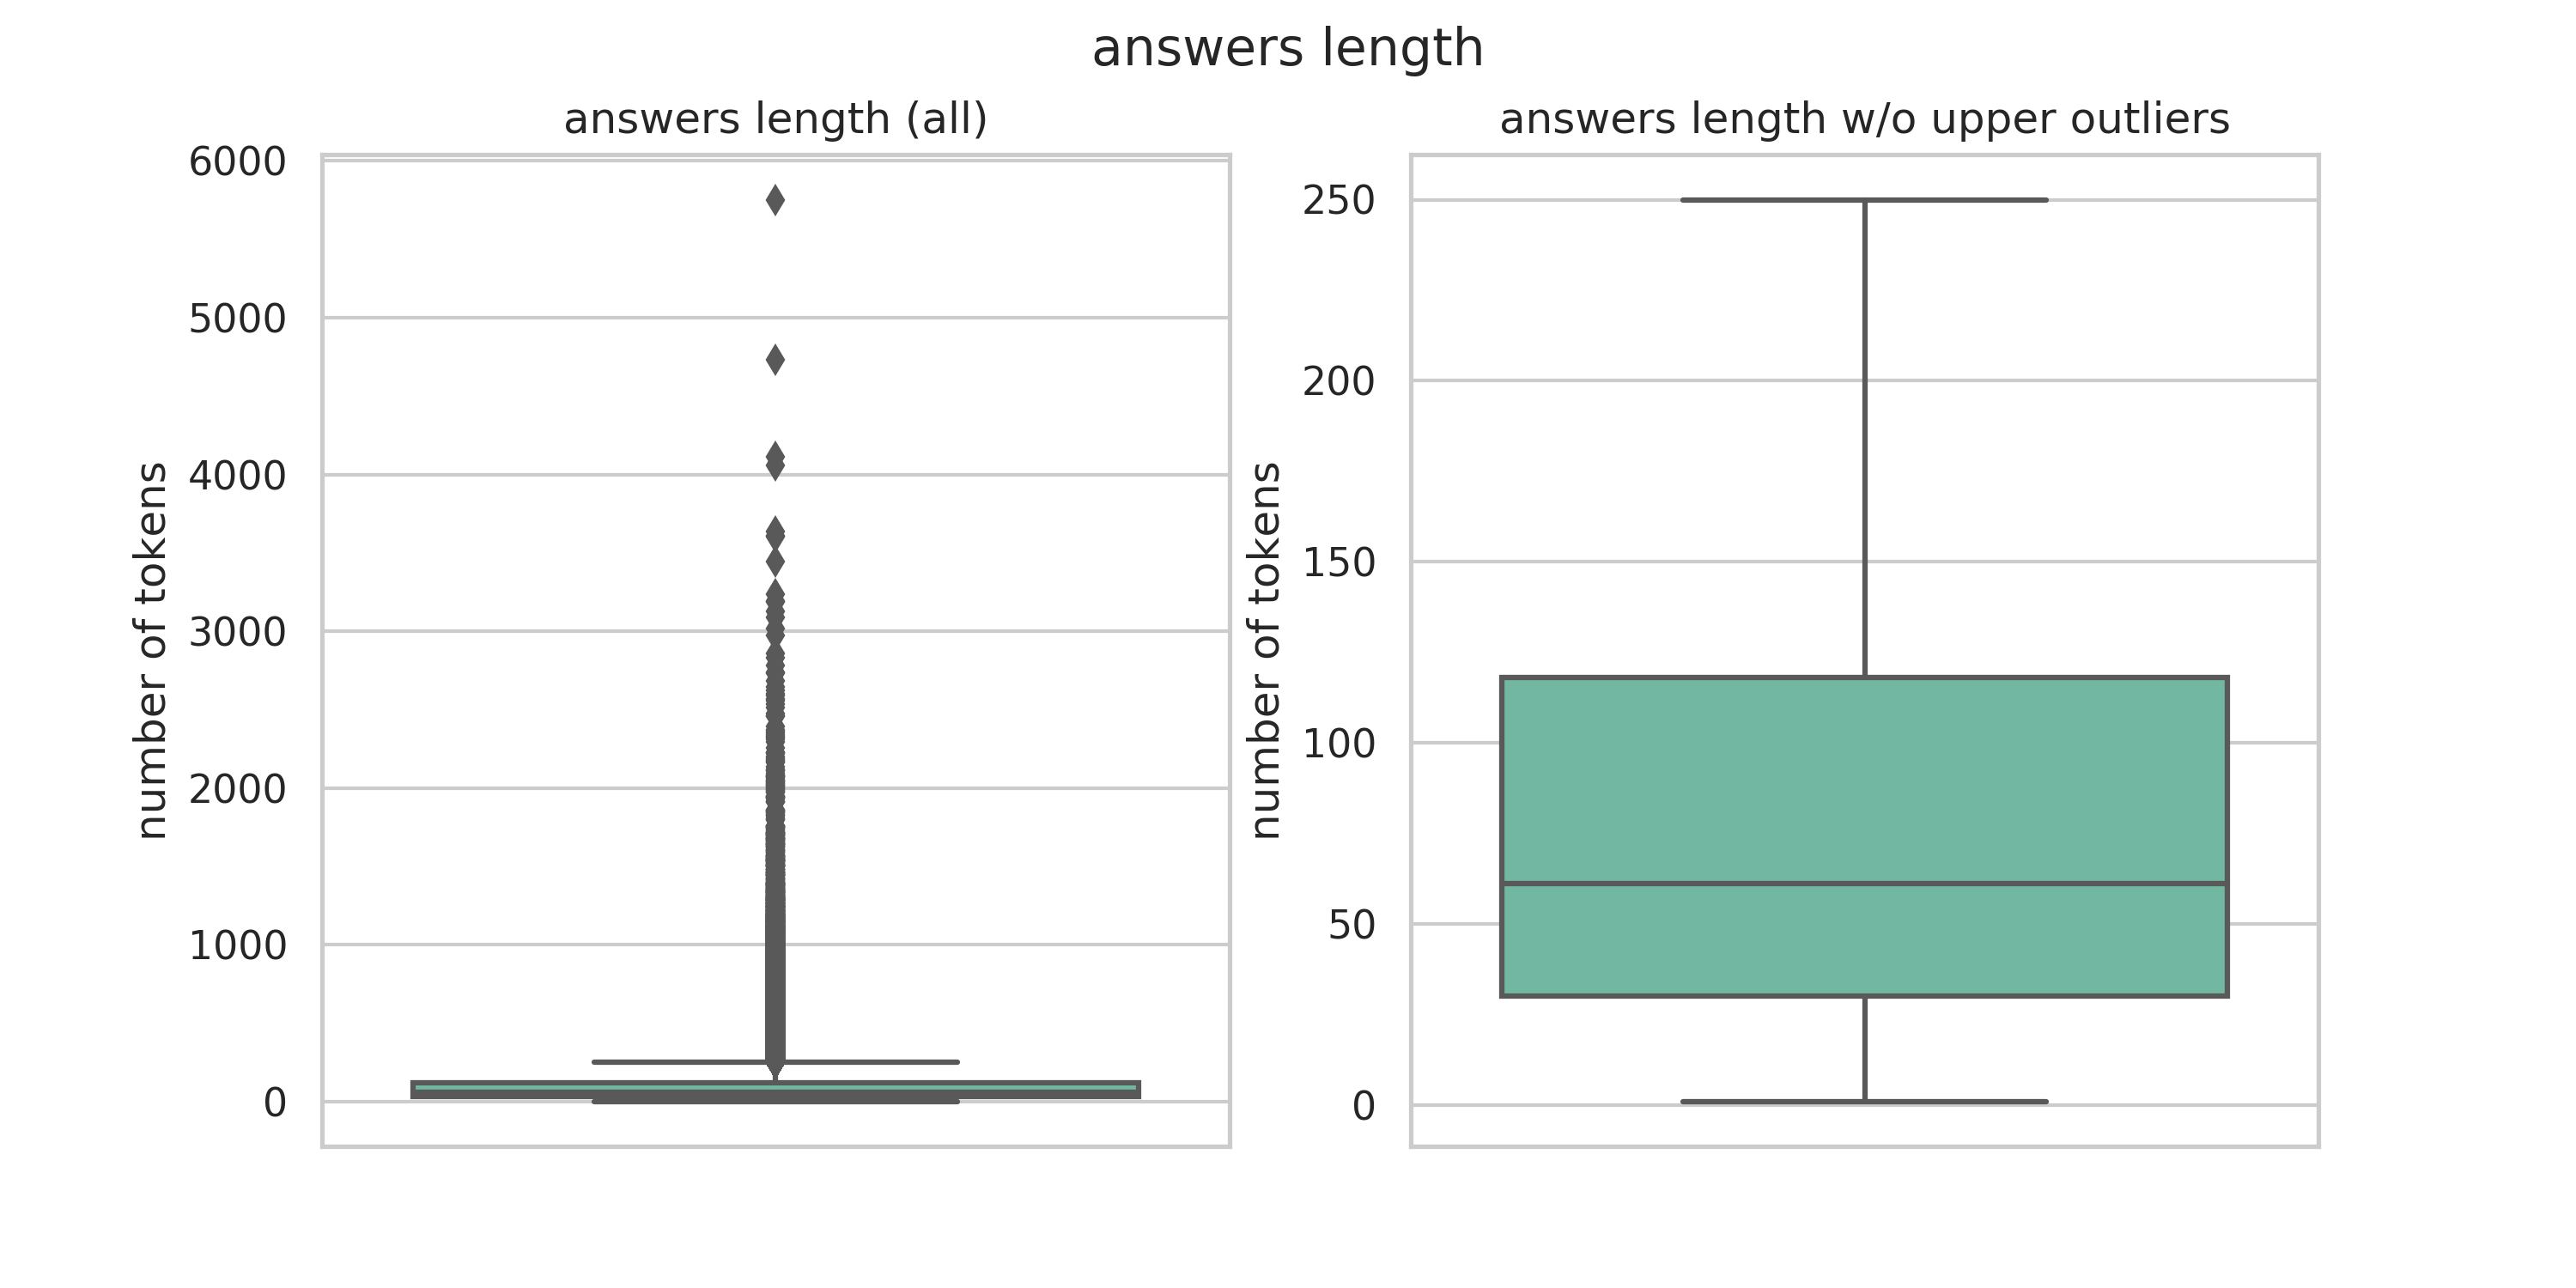 answers length
answers length (all)
number of tokens
6000
5000
4000
3000
2000
1000
0
answers length w/o upper outliers
number of tokens
250
200
150
100
50
0